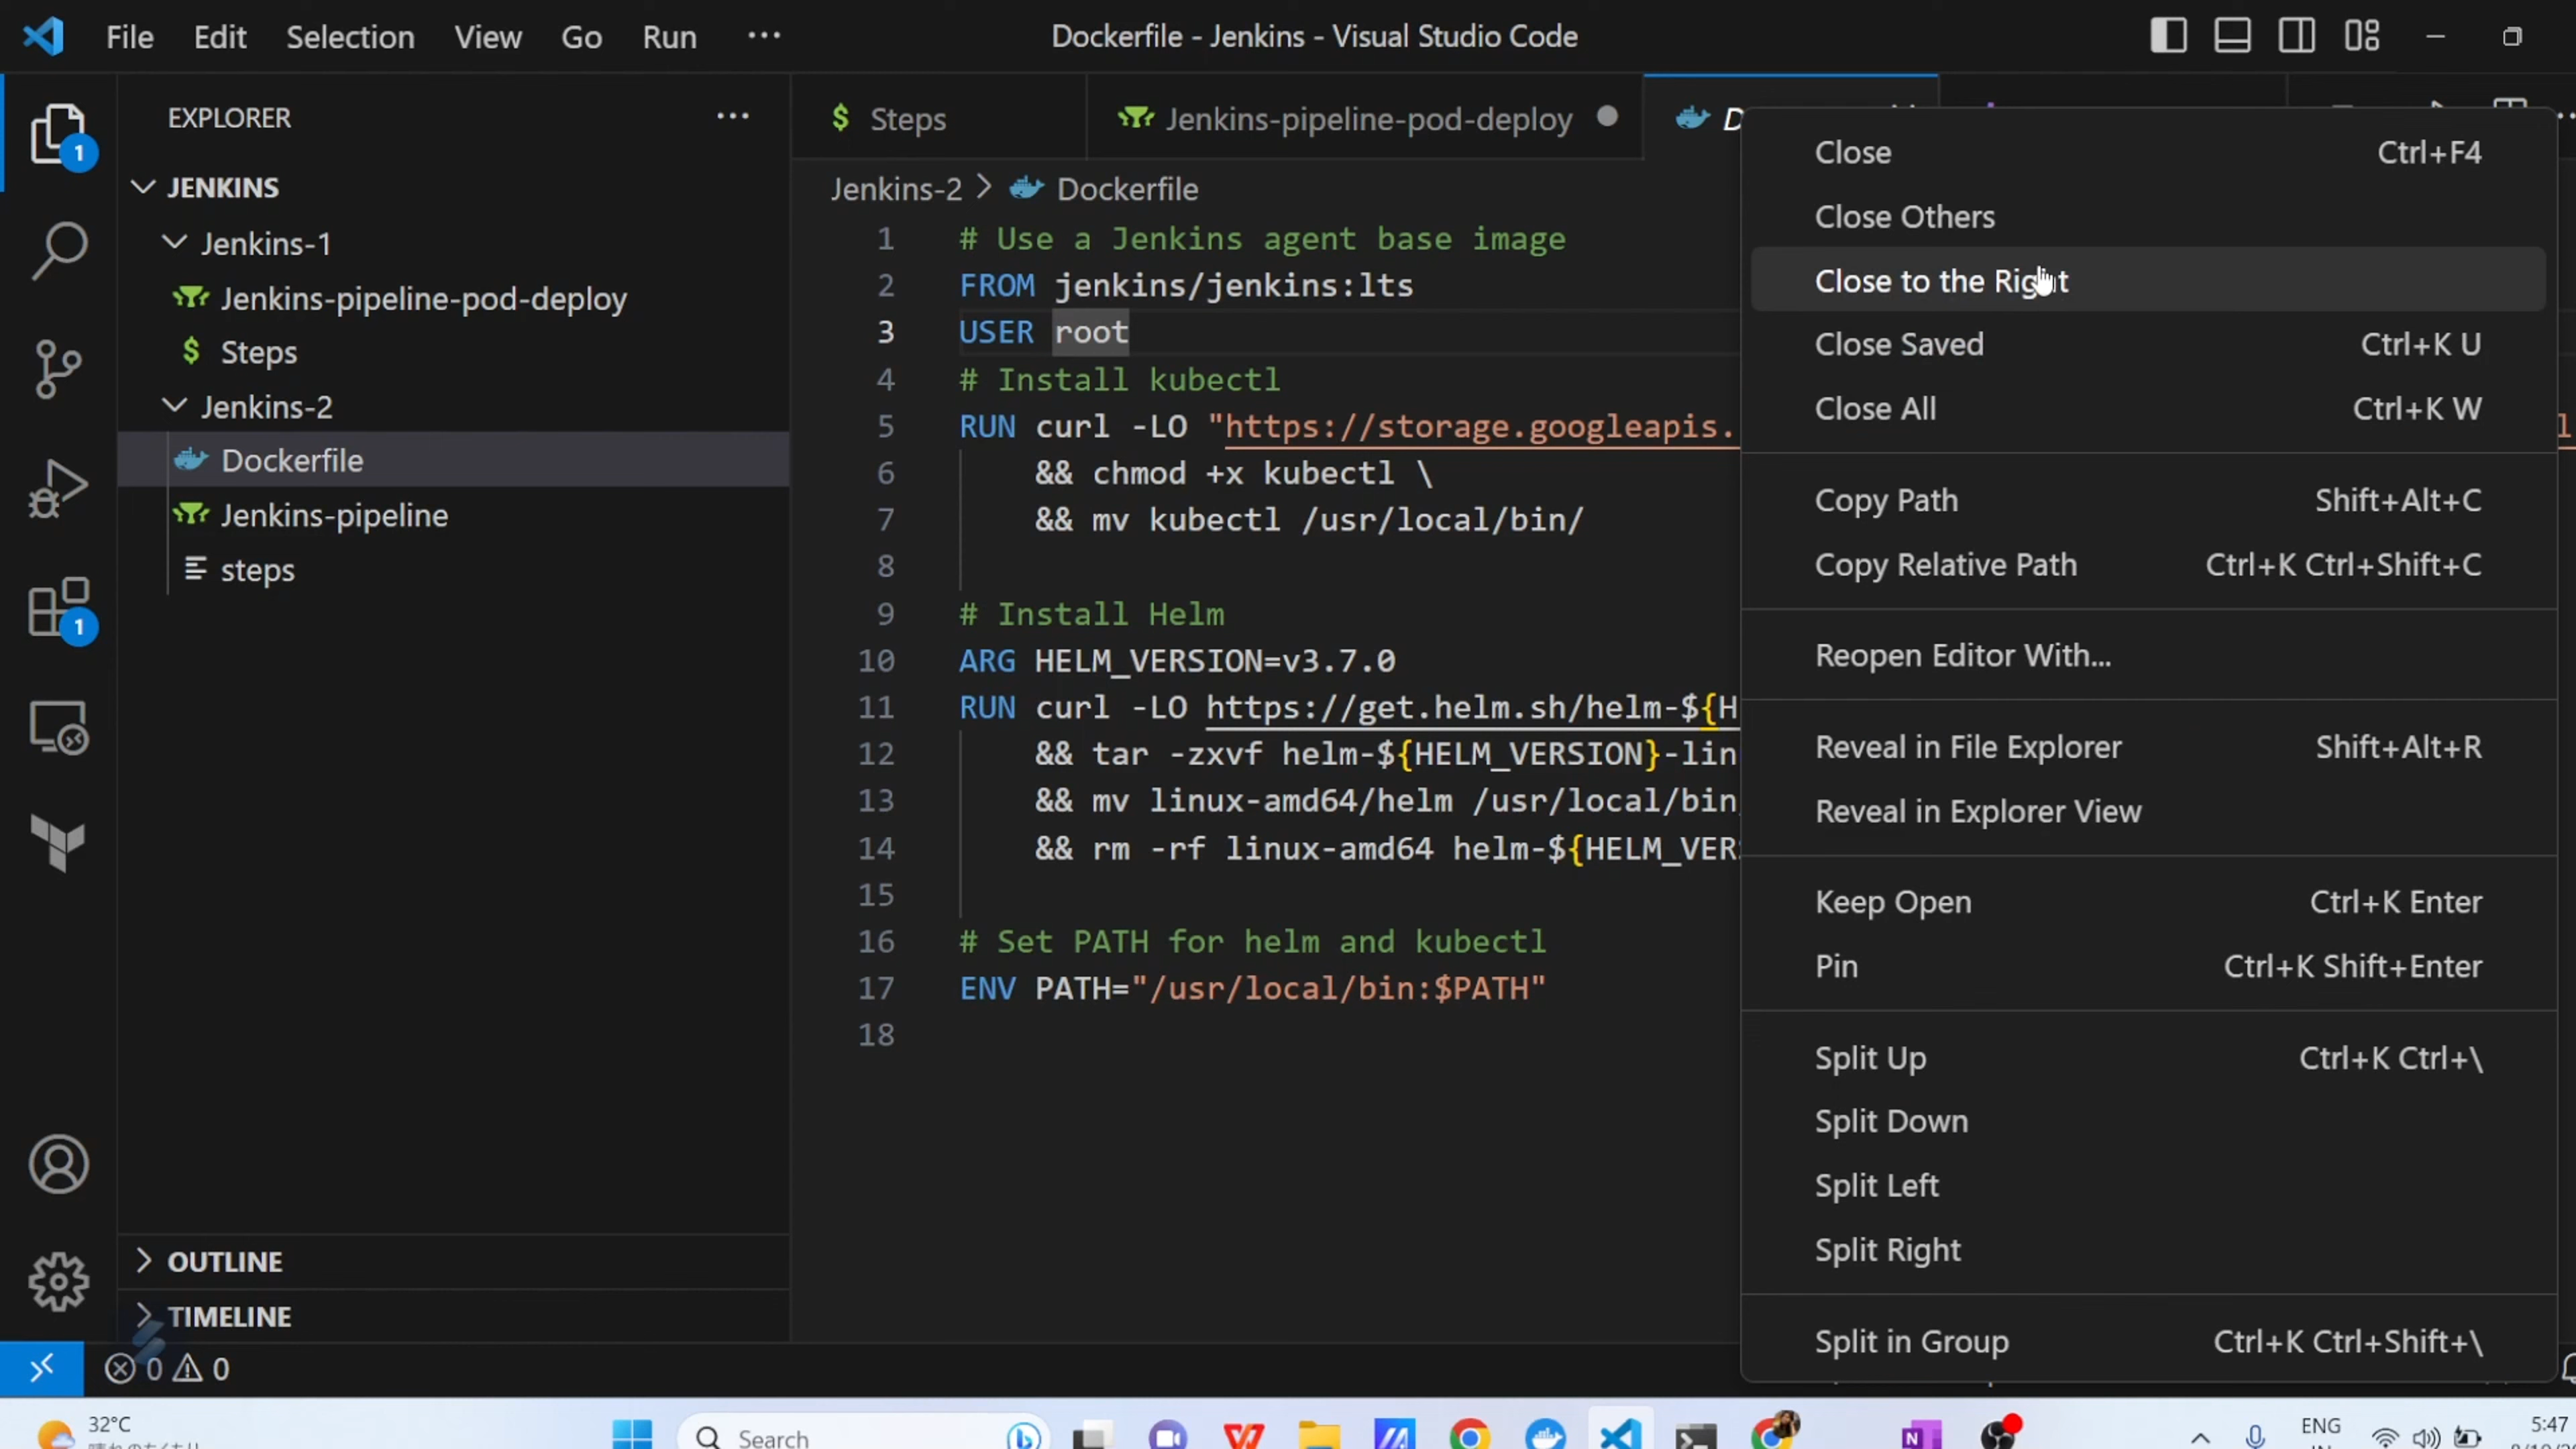 File Edit Selection View Go Run ··· Dockerfile - Jenkins - Visual Studio Code
EXPLORER ···
JENKINS
Jenkins-1
Jenkins-pipeline-pod-deploy
$ Steps
Jenkins-2
Dockerfile
Jenkins-pipeline
steps
OUTLINE
TIMELINE
1
1
$ Steps
Jenkins-pipeline-pod-deploy
Jenkins-2 > Dockerfile
1 # Use a Jenkins agent base image
2 FROM jenkins/jenkins:lts
3 USER root
4 # Install kubectl
5 RUN curl -LO "https://storage.googleapis.
6 && chmod +x kubectl \
7 && mv kubectl /usr/local/bin/
8
9 # Install Helm
10 ARG HELM_VERSION=v3.7.0
11 RUN curl -LO https://get.helm.sh/helm-${H
12 && tar -zxvf helm-${HELM_VERSION}-lin
13 && mv linux-amd64/helm /usr/local/bin
14 && rm -rf linux-amd64 helm-${HELM_VER
15
16 # Set PATH for helm and kubectl
17 ENV PATH="/usr/local/bin:$PATH"
18
Close Ctrl+F4
Close Others
Close to the Right
Close Saved Ctrl+K U
Close All Ctrl+K W
Copy Path Shift+Alt+C
Copy Relative Path Ctrl+K Ctrl+Shift+C
Reopen Editor With...
Reveal in File Explorer Shift+Alt+R
Reveal in Explorer View
Keep Open Ctrl+K Enter
Pin Ctrl+K Shift+Enter
Split Up Ctrl+K Ctrl+\
Split Down
Split Left
Split Right
Split in Group Ctrl+K Ctrl+Shift+\
0 0
32°C
Search
ENG
5:47